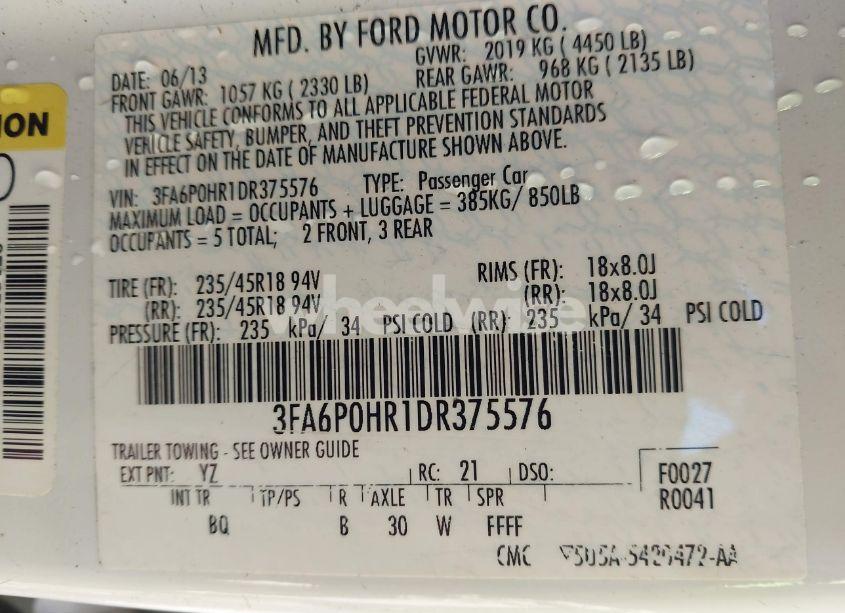 MFD. BY FORD MOTOR CO.
DATE: 06/13 GVWR: 2019 KG ( 4450 LB)
FRONT GAWR: 1057 KG ( 2330 LB) REAR GAWR: 968 KG ( 2135 LB)
THIS VEHICLE CONFORMS TO ALL APPLICABLE FEDERAL MOTOR
VEHICLE SAFETY, BUMPER, AND THEFT PREVENTION STANDARDS
IN EFFECT ON THE DATE OF MANUFACTURE SHOWN ABOVE.
VIN: 3FA6P0HR1DR375576 TYPE: Passenger Car
MAXIMUM LOAD = OCCUPANTS + LUGGAGE = 385KG/ 850LB
OCCUPANTS = 5 TOTAL; 2 FRONT, 3 REAR
TIRE (FR): 235/45R18 94V RIMS (FR): 18x8.0J
(RR): 235/45R18 94V (RR): 18x8.0J
PRESSURE (FR): 235 kPa/ 34 PSI COLD (RR): 235 kPa/ 34 PSI COLD
3FA6P0HR1DR375576
TRAILER TOWING - SEE OWNER GUIDE
EXT PNT: YZ RC: 21 DSO: F0027
INT TR TP/PS R AXLE TR SPR R0041
BQ B 30 W FFFF
CMC